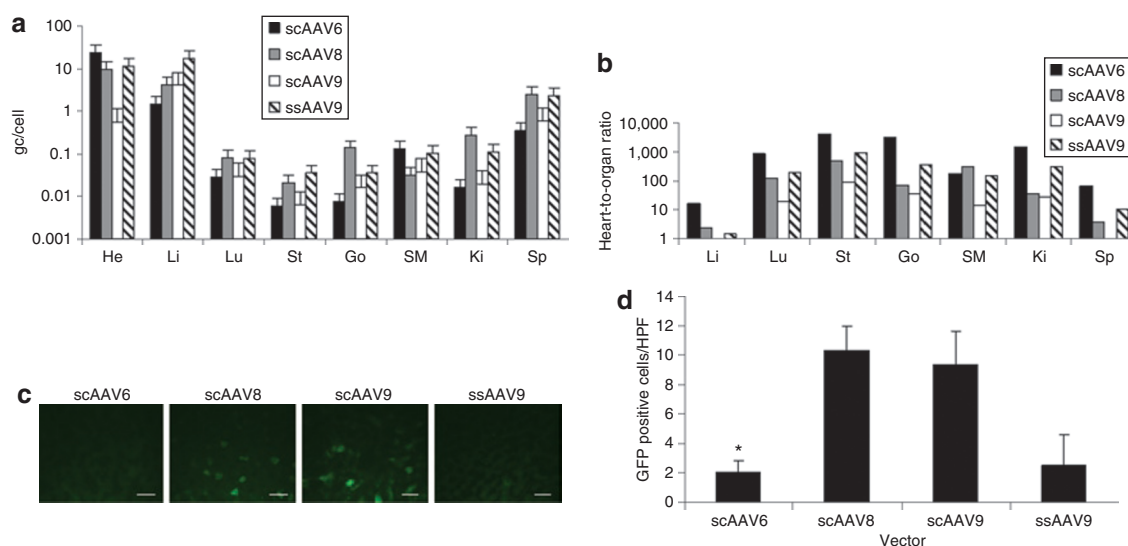 a
100
10
1
0.1
0.01
0.001
gc/cell
scAAV6
scAAV8
scAAV9
ssAAV9
He Li Lu St Go SM Ki Sp
b
scAAV6
scAAV8
scAAV9
ssAAV9
10,000
1,000
100
10
1
Heart-to-organ ratio
Li Lu St Go SM Ki Sp
c
scAAV6 scAAV8 scAAV9 ssAAV9
d
14
12
10
8
6
4
2
0
GFP positive cells/HPF
*
scAAV6 scAAV8 scAAV9 ssAAV9
Vector